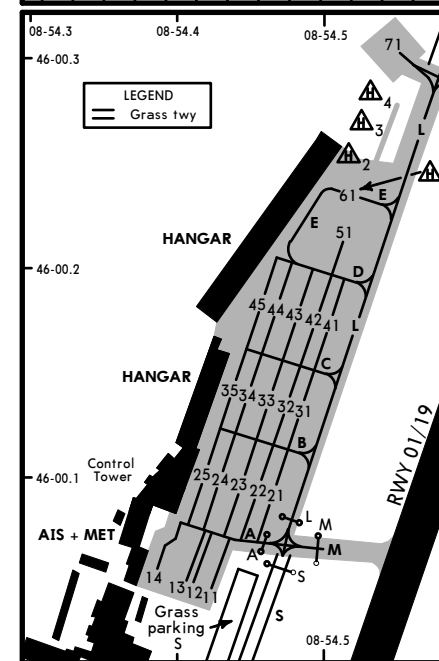 08-54.3 08-54.4 08-54.5
46-00.3
71
LEGEND
Grass twy
H 4
H 3
L
H 2
H
61 E
E
51
HANGAR
46-00.2
D
45 44 43 42 41
L
HANGAR
C
35 34 33 32 31
RWY 01/19
B
Control
Tower
46-00.1
25 24 23 22 21
L
M
AIS + MET
A
M
A
S
14
13 12 11
Grass
parking
S
S
08-54.5